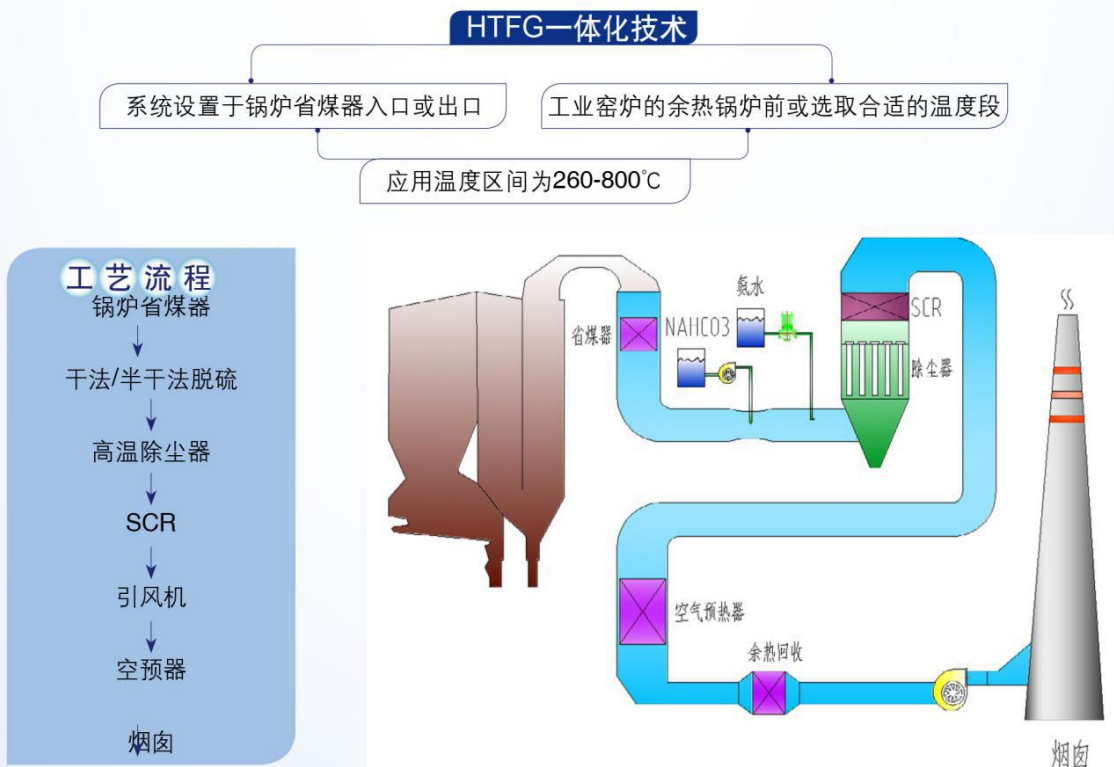 HTFG一体化技术
系统设置于锅炉省煤器入口或出口
工业窑炉的余热锅炉前或选取合适的温度段
应用温度区间为260-800℃
工艺流程
锅炉省煤器
干法/半干法脱硫
高温除尘器
SCR
引风机
空预器
烟囱
省煤器
NAHCO3
氨水
SCR
除尘器
空气预热器
余热回收
烟囱